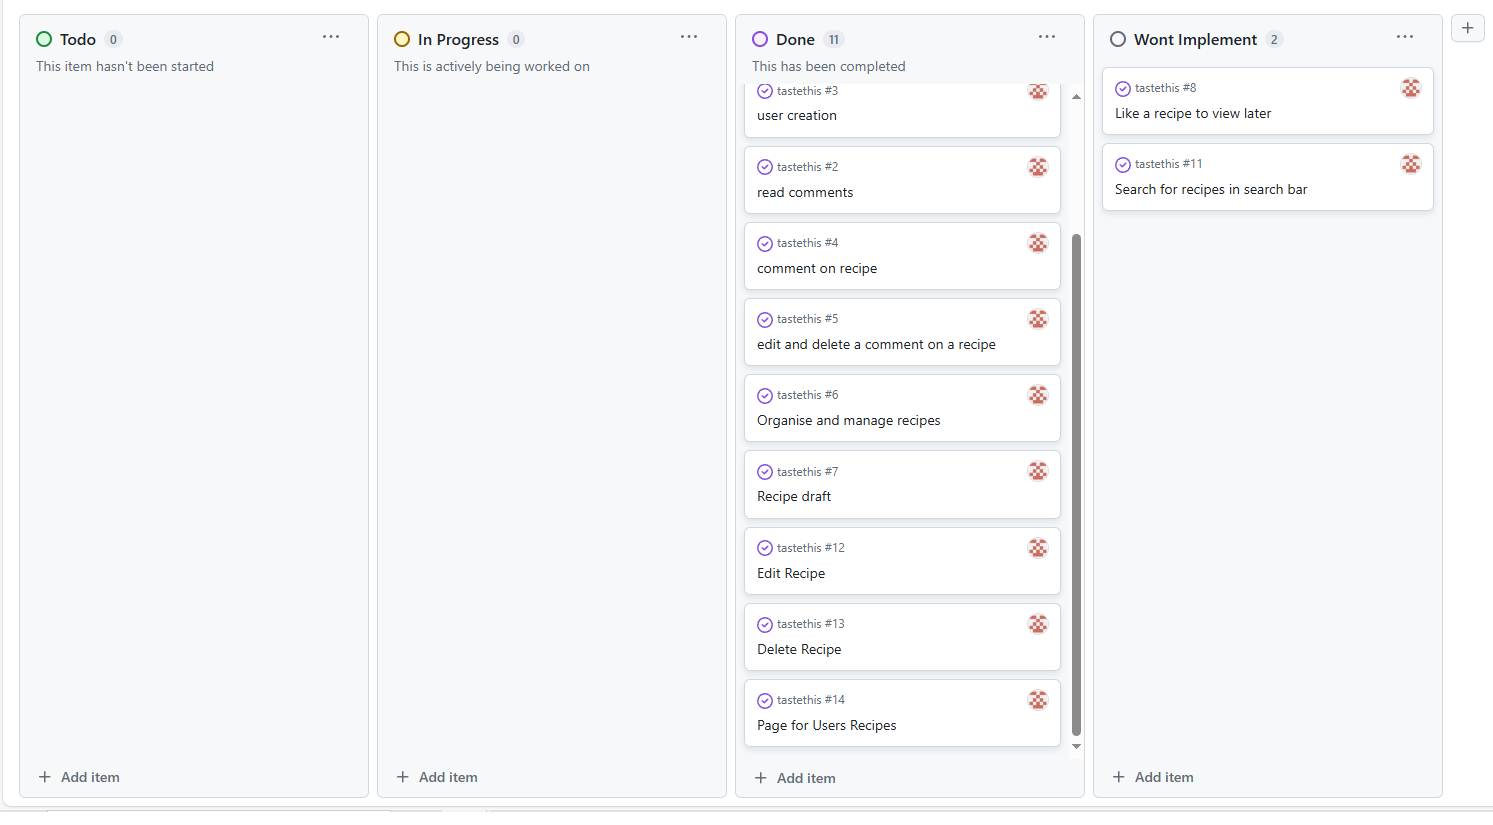 Todo 0
This item hasn't been started
+ Add item
In Progress 0
This is actively being worked on
+ Add item
Done 11
This has been completed
tastethis #3
user creation
tastethis #2
read comments
tastethis #4
comment on recipe
tastethis #5
edit and delete a comment on a recipe
tastethis #6
Organise and manage recipes
tastethis #7
Recipe draft
tastethis #12
Edit Recipe
tastethis #13
Delete Recipe
tastethis #14
Page for Users Recipes
+ Add item
Wont Implement 2
tastethis #8
Like a recipe to view later
tastethis #11
Search for recipes in search bar
+ Add item